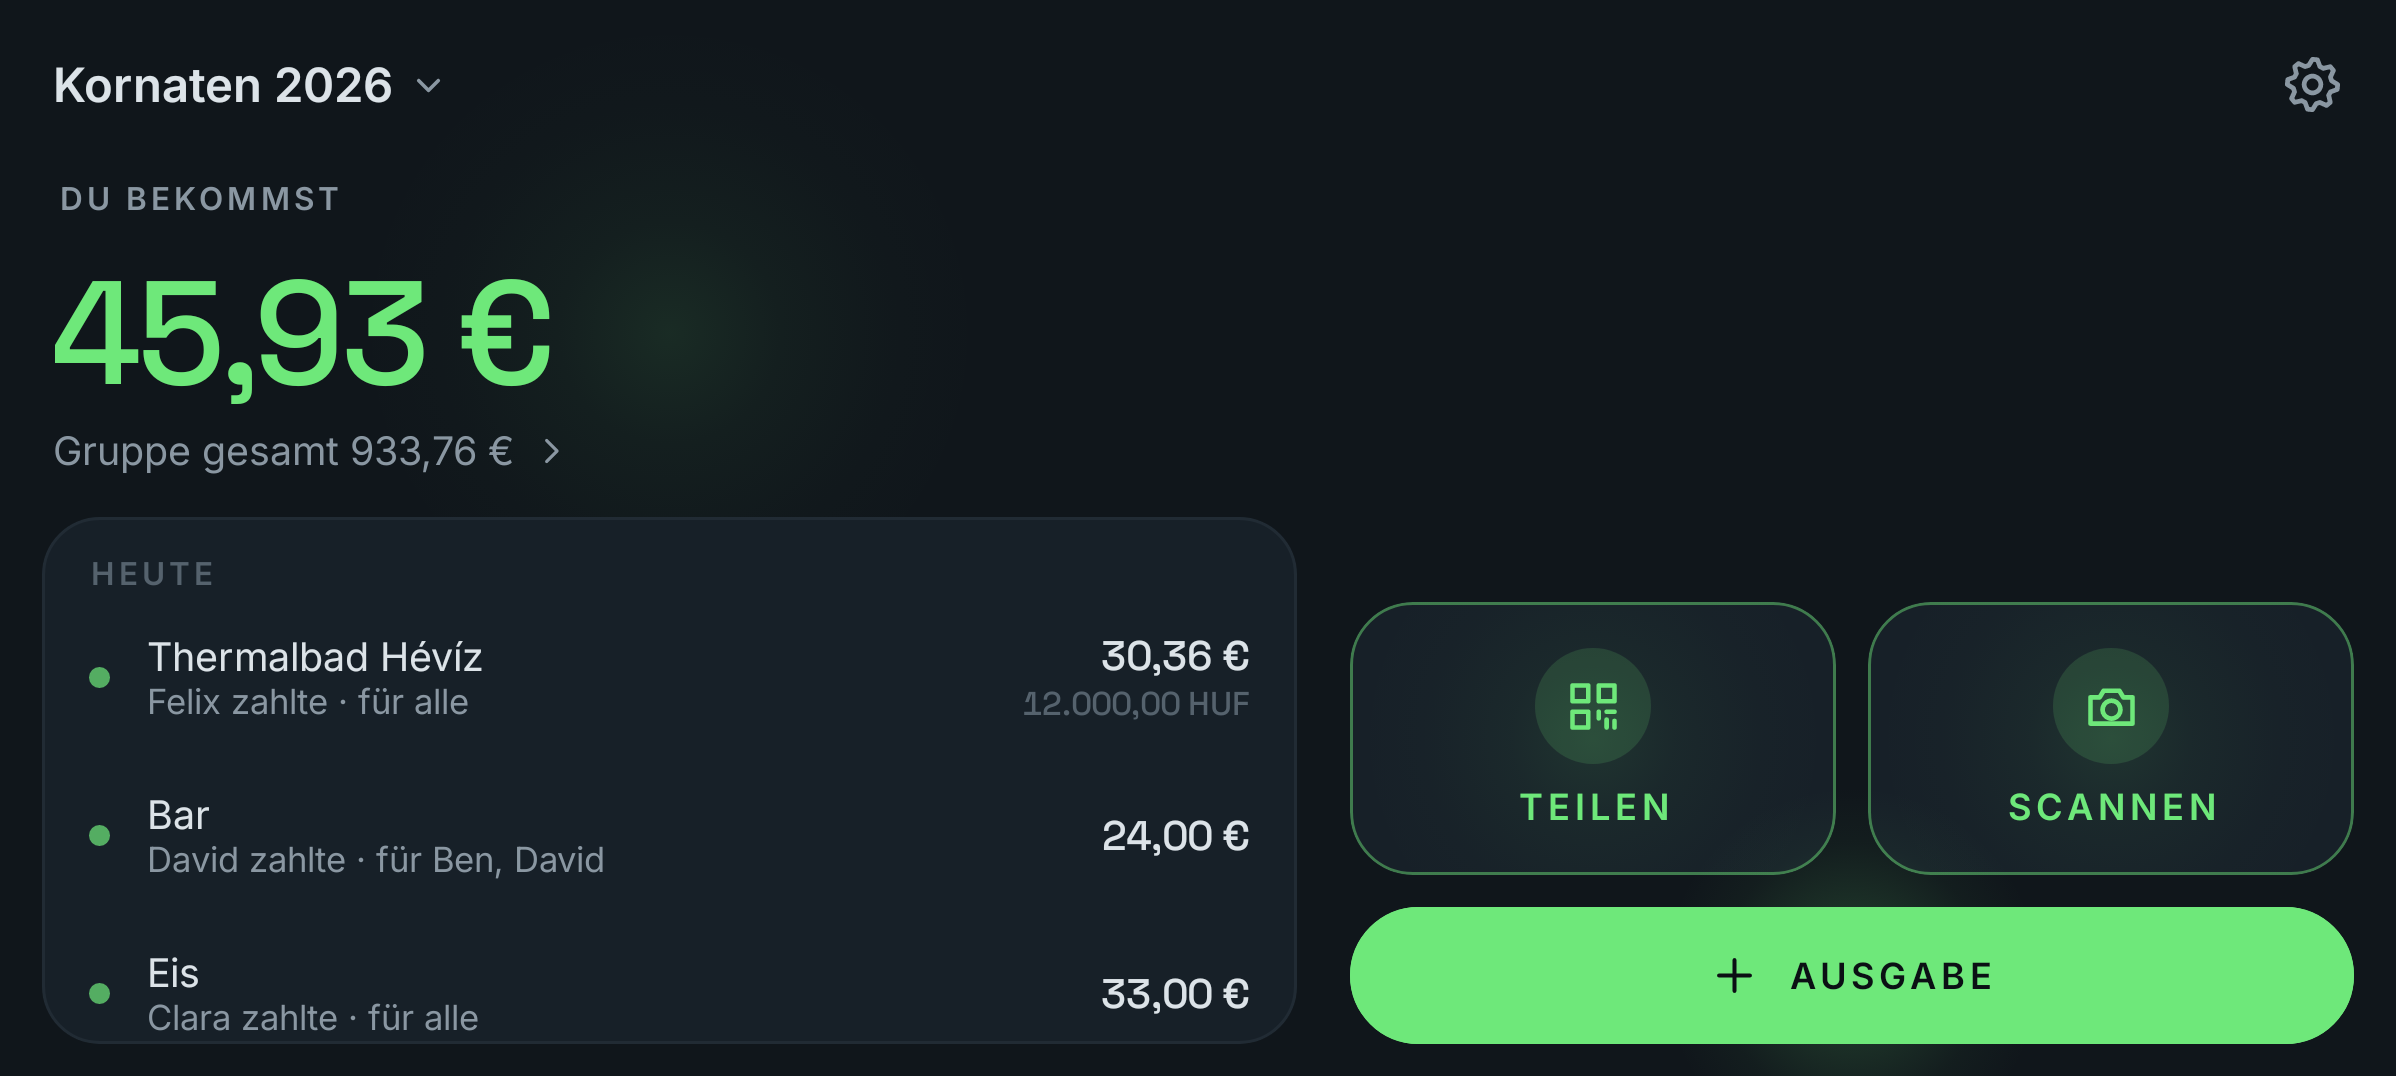 Kornaten 2026
DU BEKOMMST
45,93 €
Gruppe gesamt 933,76 €
HEUTE
Thermalbad Hévíz
30,36 €
Felix zahlte · für alle
12.000,00 HUF
Bar
24,00 €
David zahlte · für Ben, David
Eis
33,00 €
Clara zahlte · für alle
TEILEN
SCANNEN
+ AUSGABE